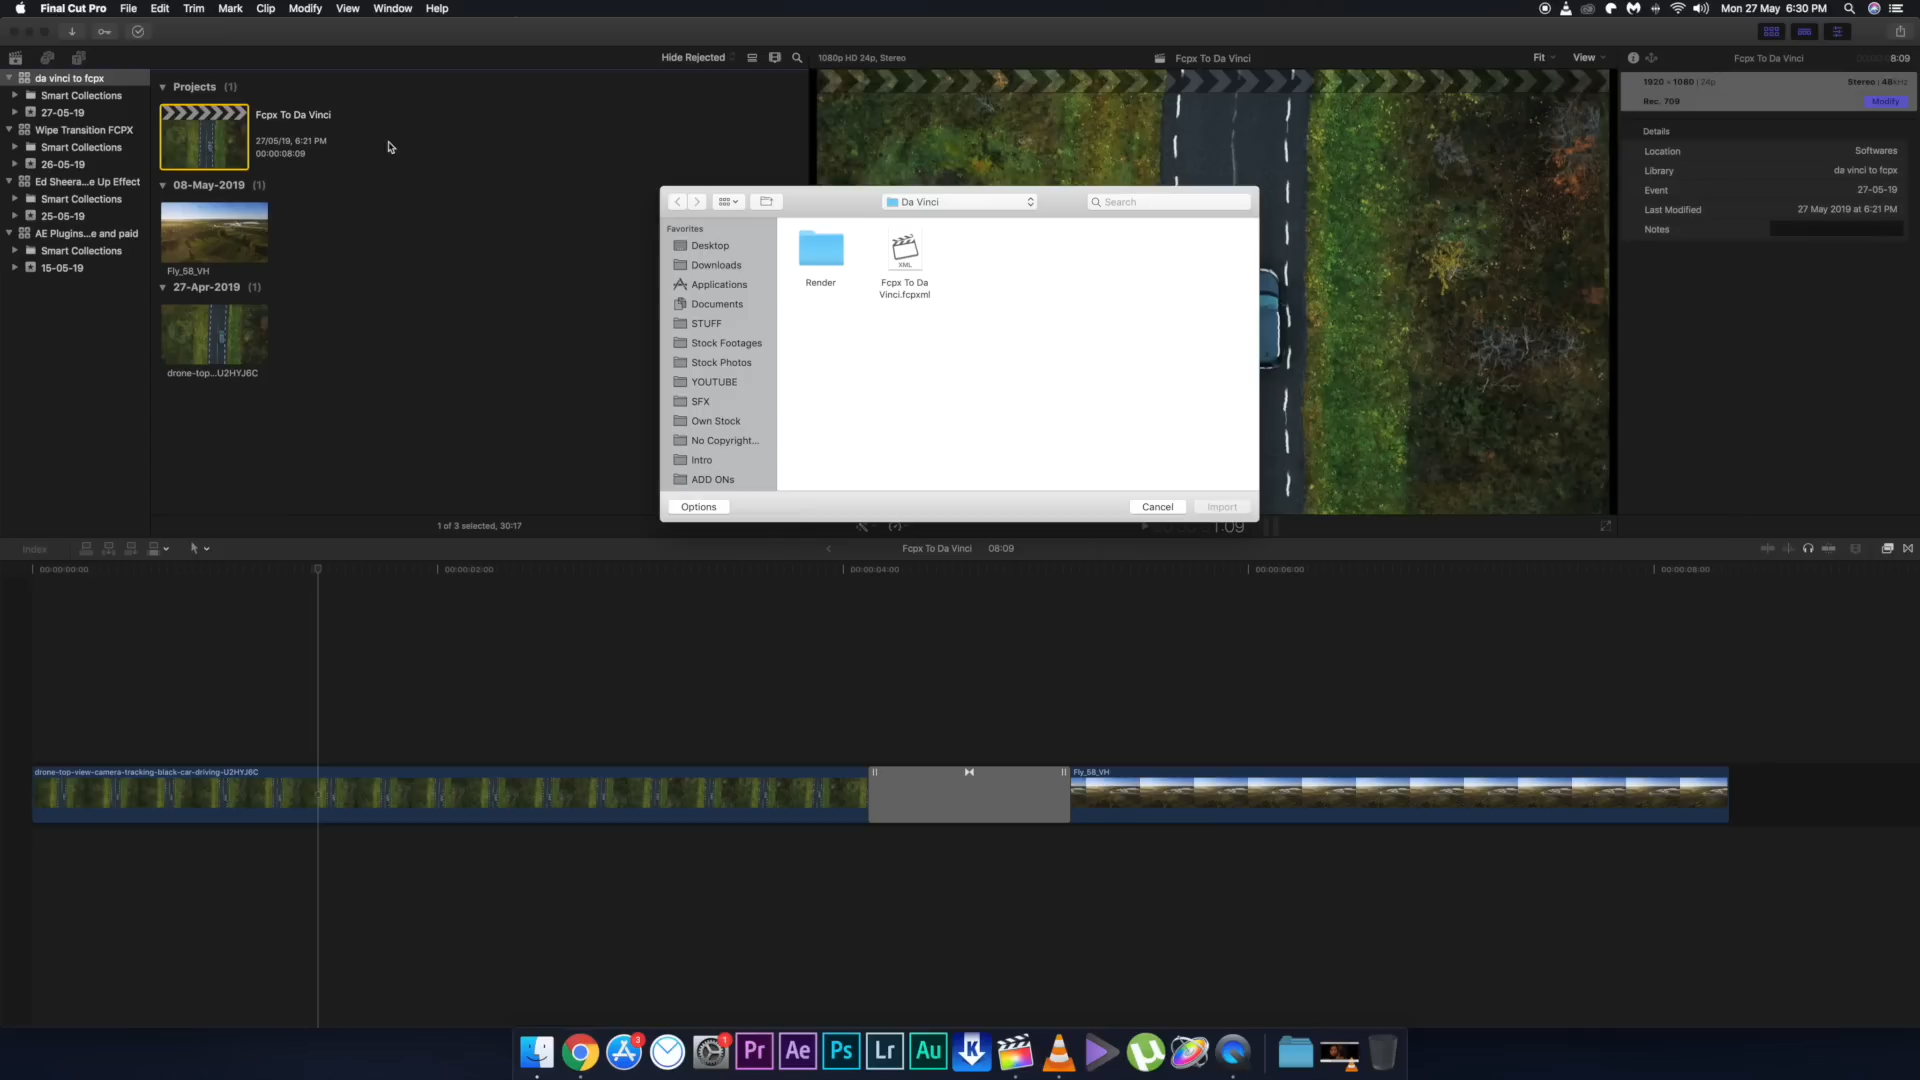 Final Cut Pro File Edit Trim Mark Clip Modify View Window Help
Mon 27 May 6:30 PM
Hide Rejected
1080p HD 24p, Stereo
Fcpx To Da Vinci
Fit
View
Fcpx To Da Vinci
8:09
da vinci to fcpx
Smart Collections
27-05-19
Wipe Transition FCPX
Smart Collections
26-05-19
Ed Sheera...e Up Effect
Smart Collections
25-05-19
AE Plugins...e and paid
Smart Collections
15-05-19
Projects (1)
Fcpx To Da Vinci
27/05/19, 6:21 PM
00:00:08:09
08-May-2019 (1)
Fly_58_VH
27-Apr-2019 (1)
drone-top...U2HYJ6C
1 of 3 selected, 30:17
Da Vinci
Search
Favorites
Desktop
Downloads
Applications
Documents
STUFF
Stock Footages
Stock Photos
YOUTUBE
SFX
Own Stock
No Copyright...
Intro
ADD ONs
Render
XML
Fcpx To Da
Vinci.fcpxml
Options
Cancel
Import
1:09
1920 × 1080 | 24p
Stereo | 48kHz
Rec. 709
Modify
Details
Location
Softwares
Library
da vinci to fcpx
Event
27-05-19
Last Modified
27 May 2019 at 6:21 PM
Notes
Index
Fcpx To Da Vinci 08:09
00:00:00:00
00:00:02:00
00:00:04:00
00:00:06:00
00:00:08:00
drone-top-view-camera-tracking-black-car-driving-U2HYJ6C
Fly_58_VH
3
1
Pr
Ae
Ps
Lr
Au
K